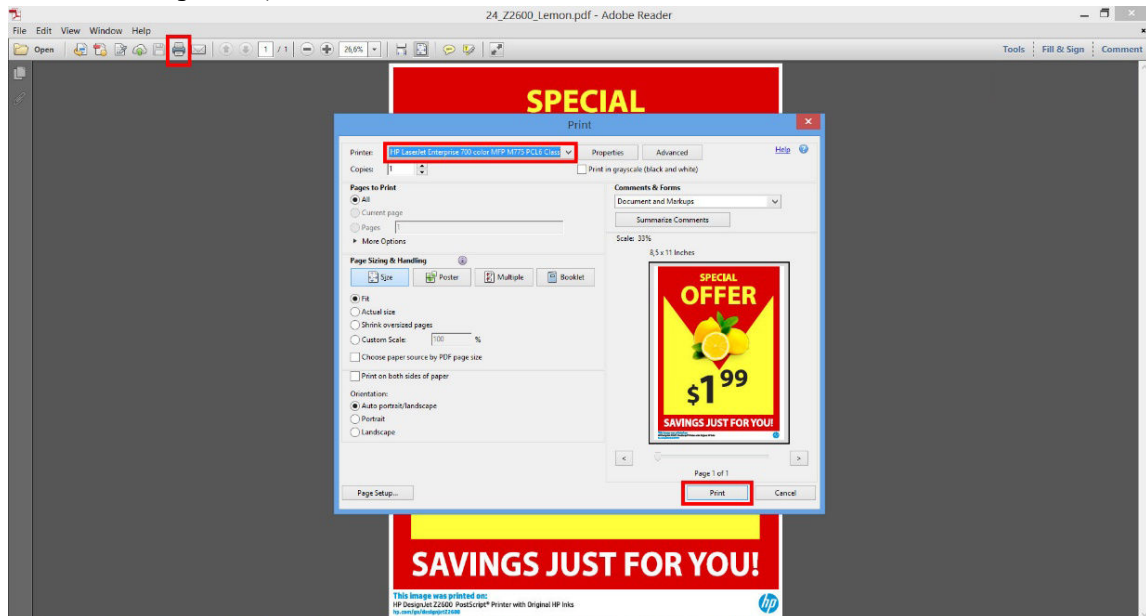 24_Z2600_Lemon.pdf - Adobe Reader
File Edit View Window Help
Open 1 / 1 26,6% Tools Fill & Sign Comment
SPECIAL
Print
Printer: HP LaserJet Enterprise 700 color MFP M775 PCL6 Class Properties Advanced Help
Copies: 1 Print in grayscale (black and white)
Pages to Print
All
Current page
Pages 1
More Options
Page Sizing & Handling
Size Poster Multiple Booklet
Fit
Actual size
Shrink oversized pages
Custom Scale: 100 %
Choose paper source by PDF page size
Print on both sides of paper
Orientation:
Auto portrait/landscape
Portrait
Landscape
Comments & Forms
Document and Markups
Summarize Comments
Scale: 33%
8,5 x 11 Inches
SPECIAL
OFFER
$1 99
SAVINGS JUST FOR YOU!
< >
Page 1 of 1
Page Setup... Print Cancel
SAVINGS JUST FOR YOU!
This image was printed on:
HP DesignJet Z2600 PostScript® Printer with Original HP Inks
hp.com/go/designjetZ2600
hp